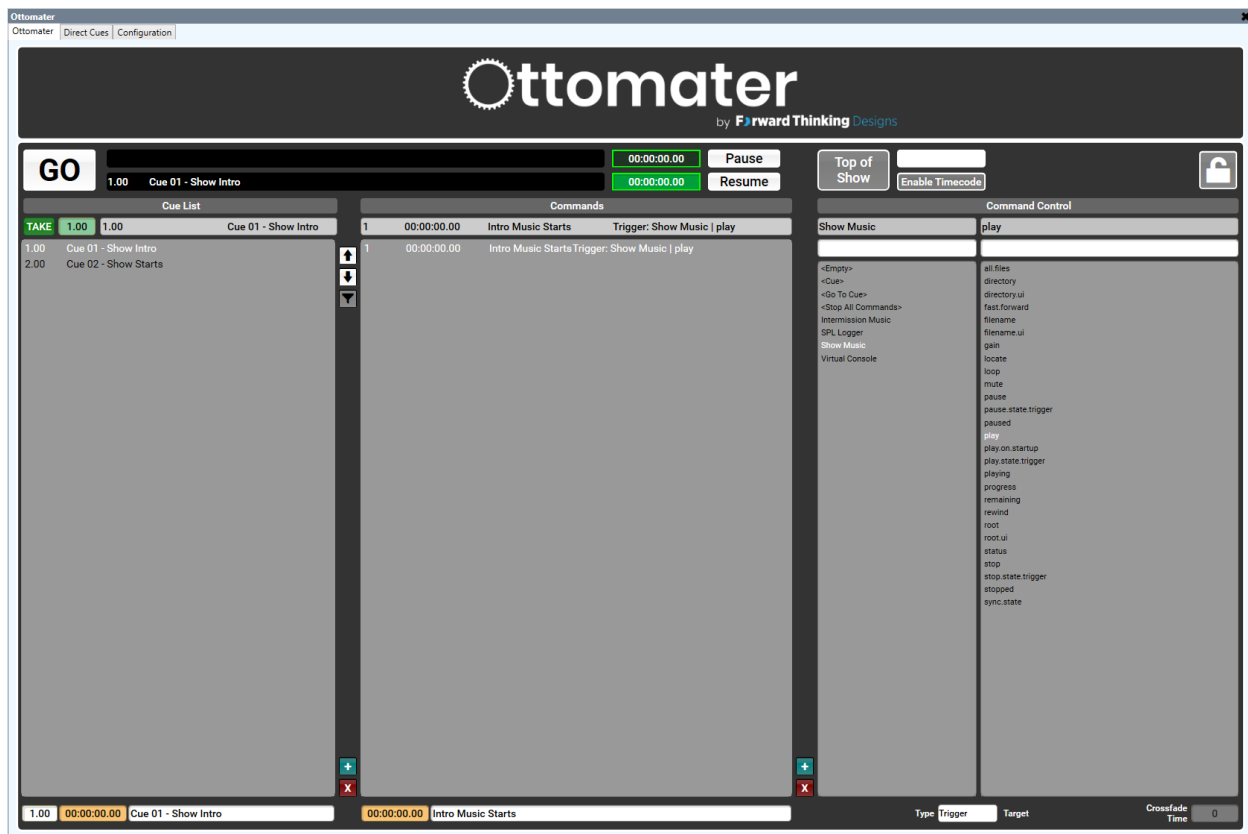 Ottomater
Ottomater Direct Cues Configuration
Ottomater
by Forward Thinking Designs
GO
00:00:00.00 Pause
1.00 Cue 01 - Show Intro 00:00:00.00 Resume
Top of
Show
Enable Timecode
Cue List Commands Command Control
TAKE 1.00 1.00 Cue 01 - Show Intro
1.00 Cue 01 - Show Intro
2.00 Cue 02 - Show Starts
1 00:00:00.00 Intro Music Starts Trigger: Show Music | play
1 00:00:00.00 Intro Music Starts Trigger: Show Music | play
Show Music
<Empty>
<Cue>
<Go To Cue>
<Stop All Commands>
Intermission Music
SPL Logger
Show Music
Virtual Console
play
all.files
directory
directory.ui
fast.forward
filename
filename.ui
gain
locate
loop
mute
pause
pause.state.trigger
paused
play
play.on.startup
play.state.trigger
playing
progress
remaining
rewind
root
root.ui
status
stop
stop.state.trigger
stopped
sync.state
+
X
+
X
1.00 00:00:00.00 Cue 01 - Show Intro
00:00:00.00 Intro Music Starts
Type Trigger Target
Crossfade
Time 0